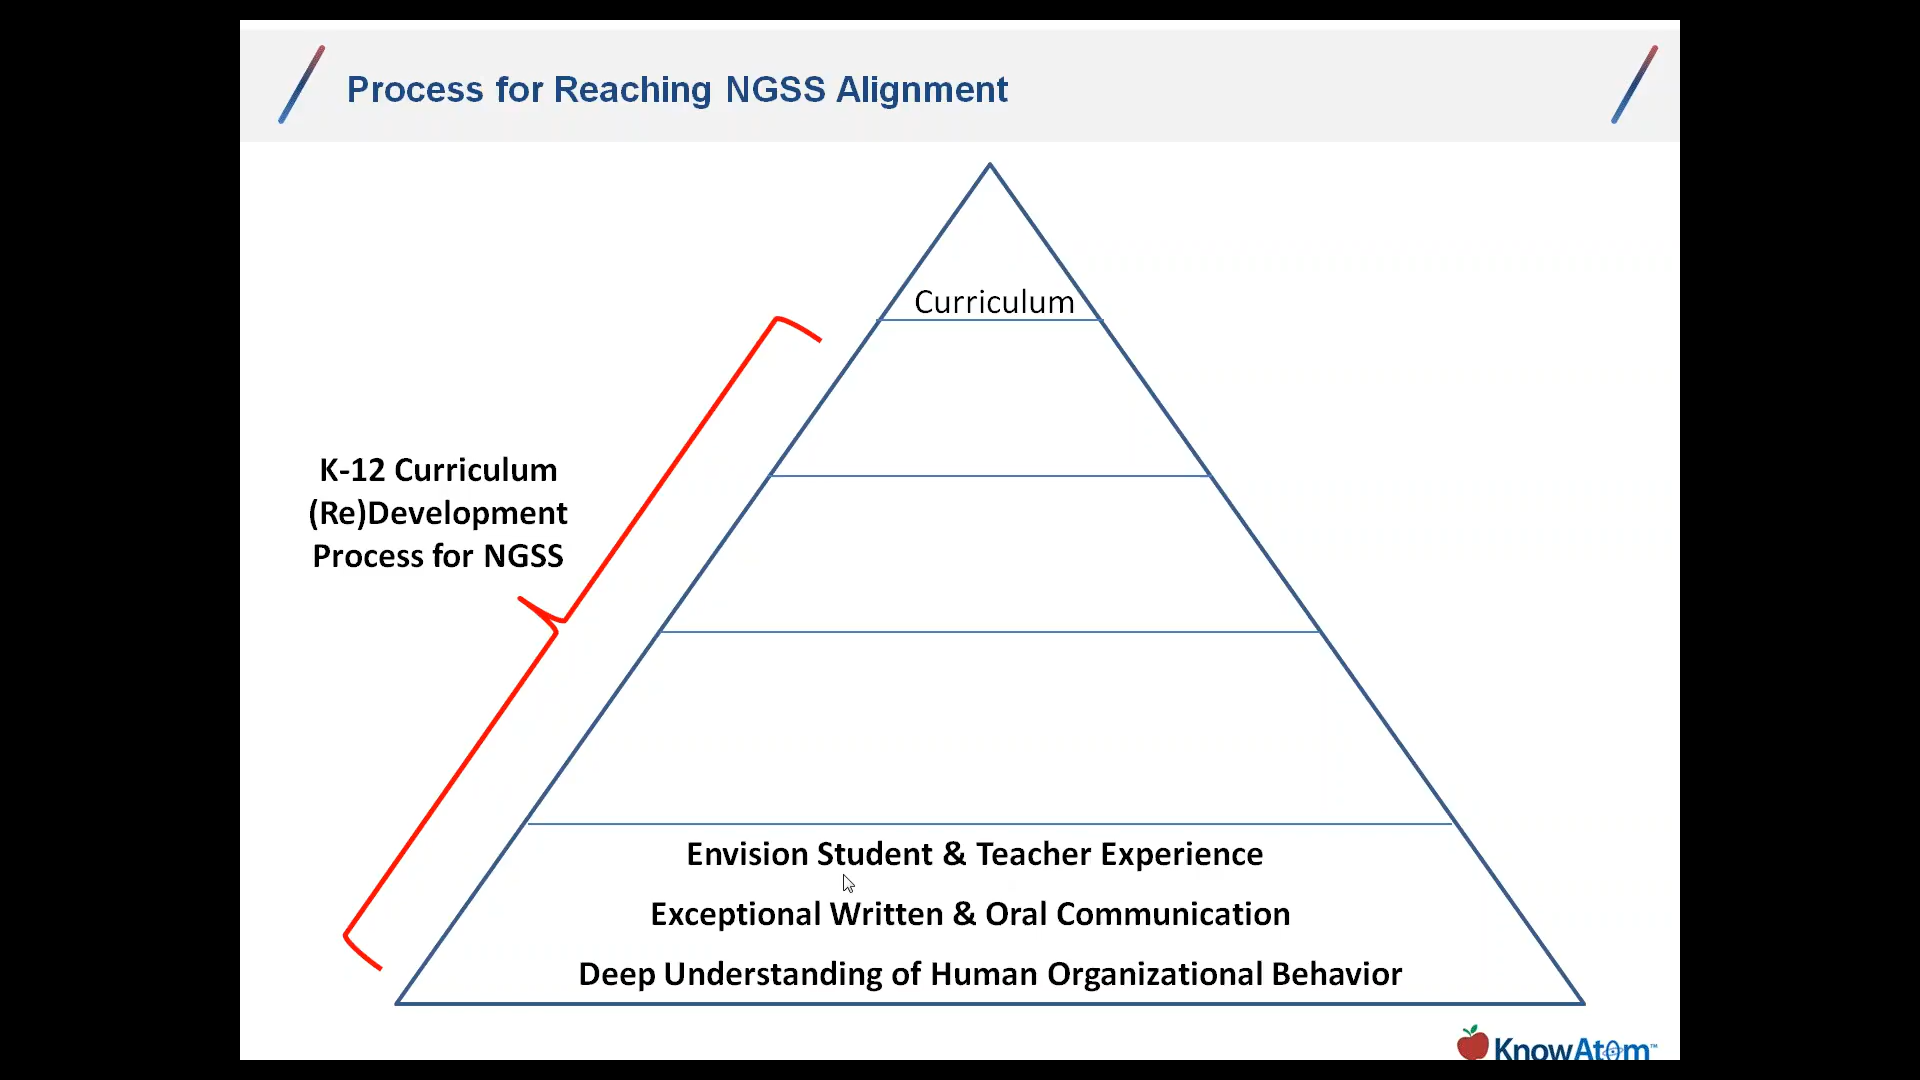 Process for Reaching NGSS Alignment
Curriculum
K-12 Curriculum
(Re)Development
Process for NGSS
Envision Student & Teacher Experience
Exceptional Written & Oral Communication
Deep Understanding of Human Organizational Behavior
KnowAtom™